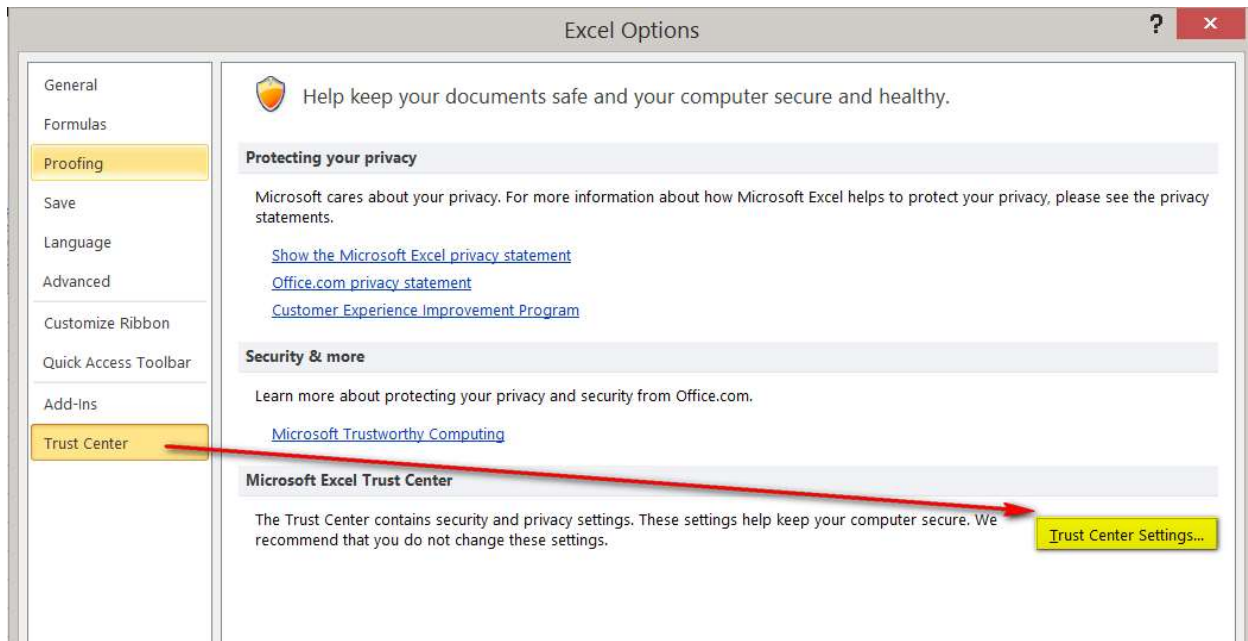 Excel Options
?
×
General
Formulas
Proofing
Save
Language
Advanced
Customize Ribbon
Quick Access Toolbar
Add-Ins
Trust Center
Help keep your documents safe and your computer secure and healthy.
Protecting your privacy
Microsoft cares about your privacy. For more information about how Microsoft Excel helps to protect your privacy, please see the privacy
statements.
Show the Microsoft Excel privacy statement
Office.com privacy statement
Customer Experience Improvement Program
Security & more
Learn more about protecting your privacy and security from Office.com.
Microsoft Trustworthy Computing
Microsoft Excel Trust Center
The Trust Center contains security and privacy settings. These settings help keep your computer secure. We
recommend that you do not change these settings.
Trust Center Settings...